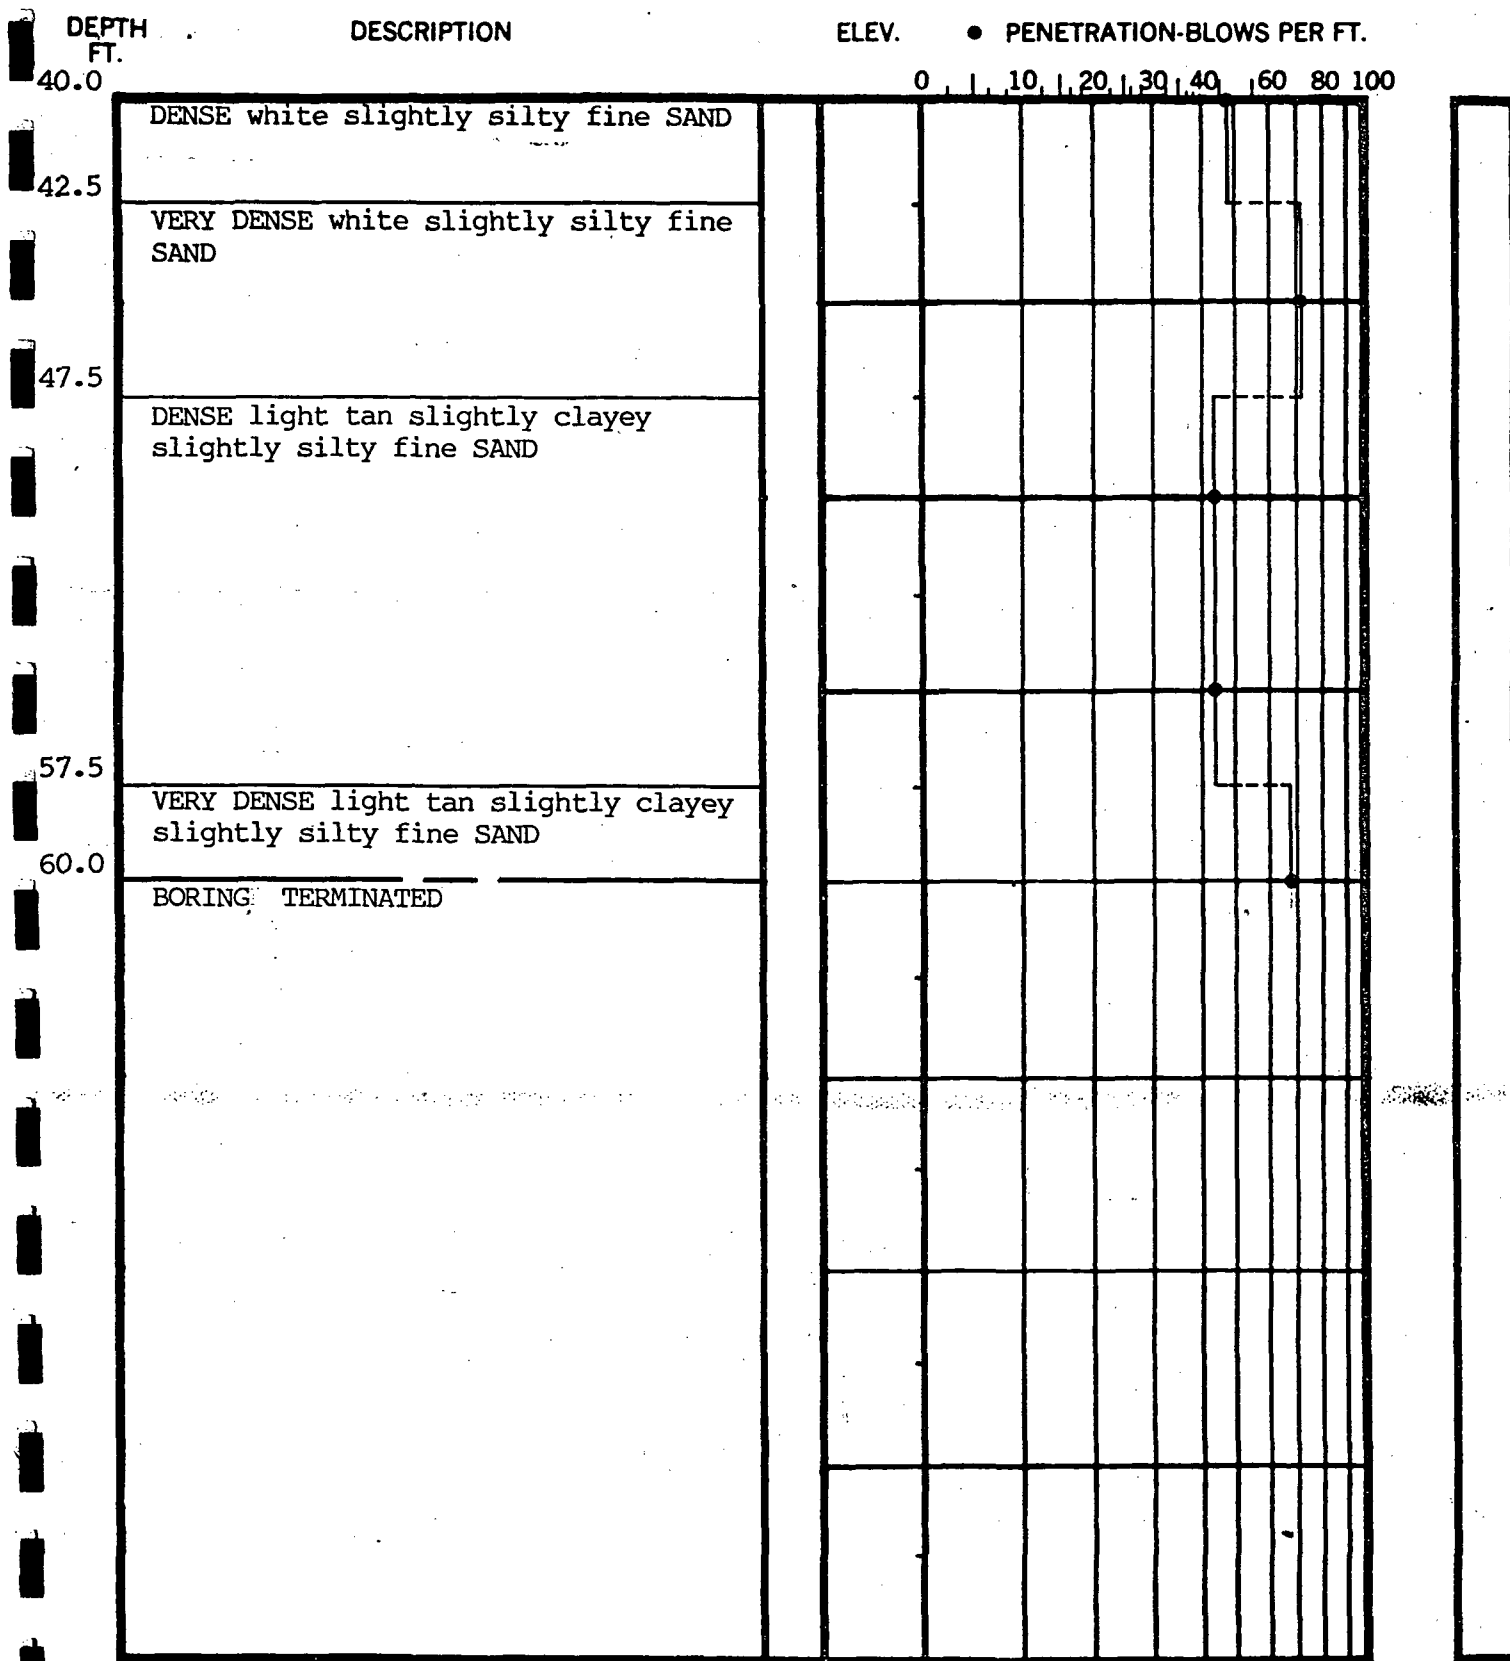 DEPTH FT. DESCRIPTION ELEV. ● PENETRATION-BLOWS PER FT.
40.0 0 10 20 30 40 60 80 100
DENSE white slightly silty fine SAND
42.5
VERY DENSE white slightly silty fine
SAND
47.5
DENSE light tan slightly clayey
slightly silty fine SAND
57.5
VERY DENSE light tan slightly clayey
slightly silty fine SAND
60.0
BORING TERMINATED